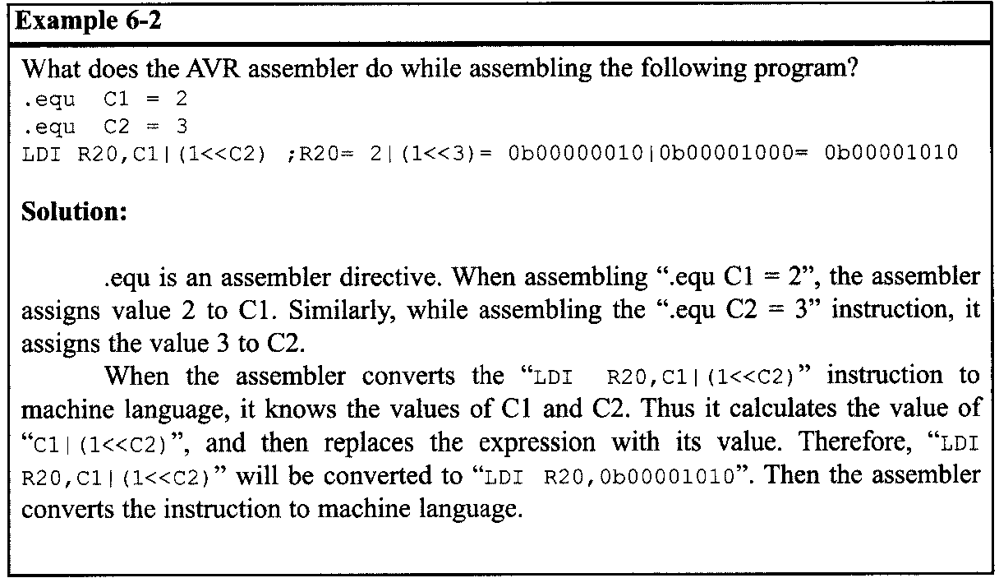 Example 6-2
What does the AVR assembler do while assembling the following program?
.equ C1 = 2
.equ C2 = 3
LDI R20,C1|(1<<C2) ;R20= 2|(1<<3)= 0b00000010|0b00001000= 0b00001010
Solution:
.equ is an assembler directive. When assembling “.equ C1 = 2”, the assembler
assigns value 2 to C1. Similarly, while assembling the “.equ C2 = 3” instruction, it
assigns the value 3 to C2.
When the assembler converts the “LDI R20,C1|(1<<C2)” instruction to
machine language, it knows the values of C1 and C2. Thus it calculates the value of
“C1|(1<<C2)”, and then replaces the expression with its value. Therefore, “LDI
R20,C1|(1<<C2)” will be converted to “LDI R20,0b00001010”. Then the assembler
converts the instruction to machine language.